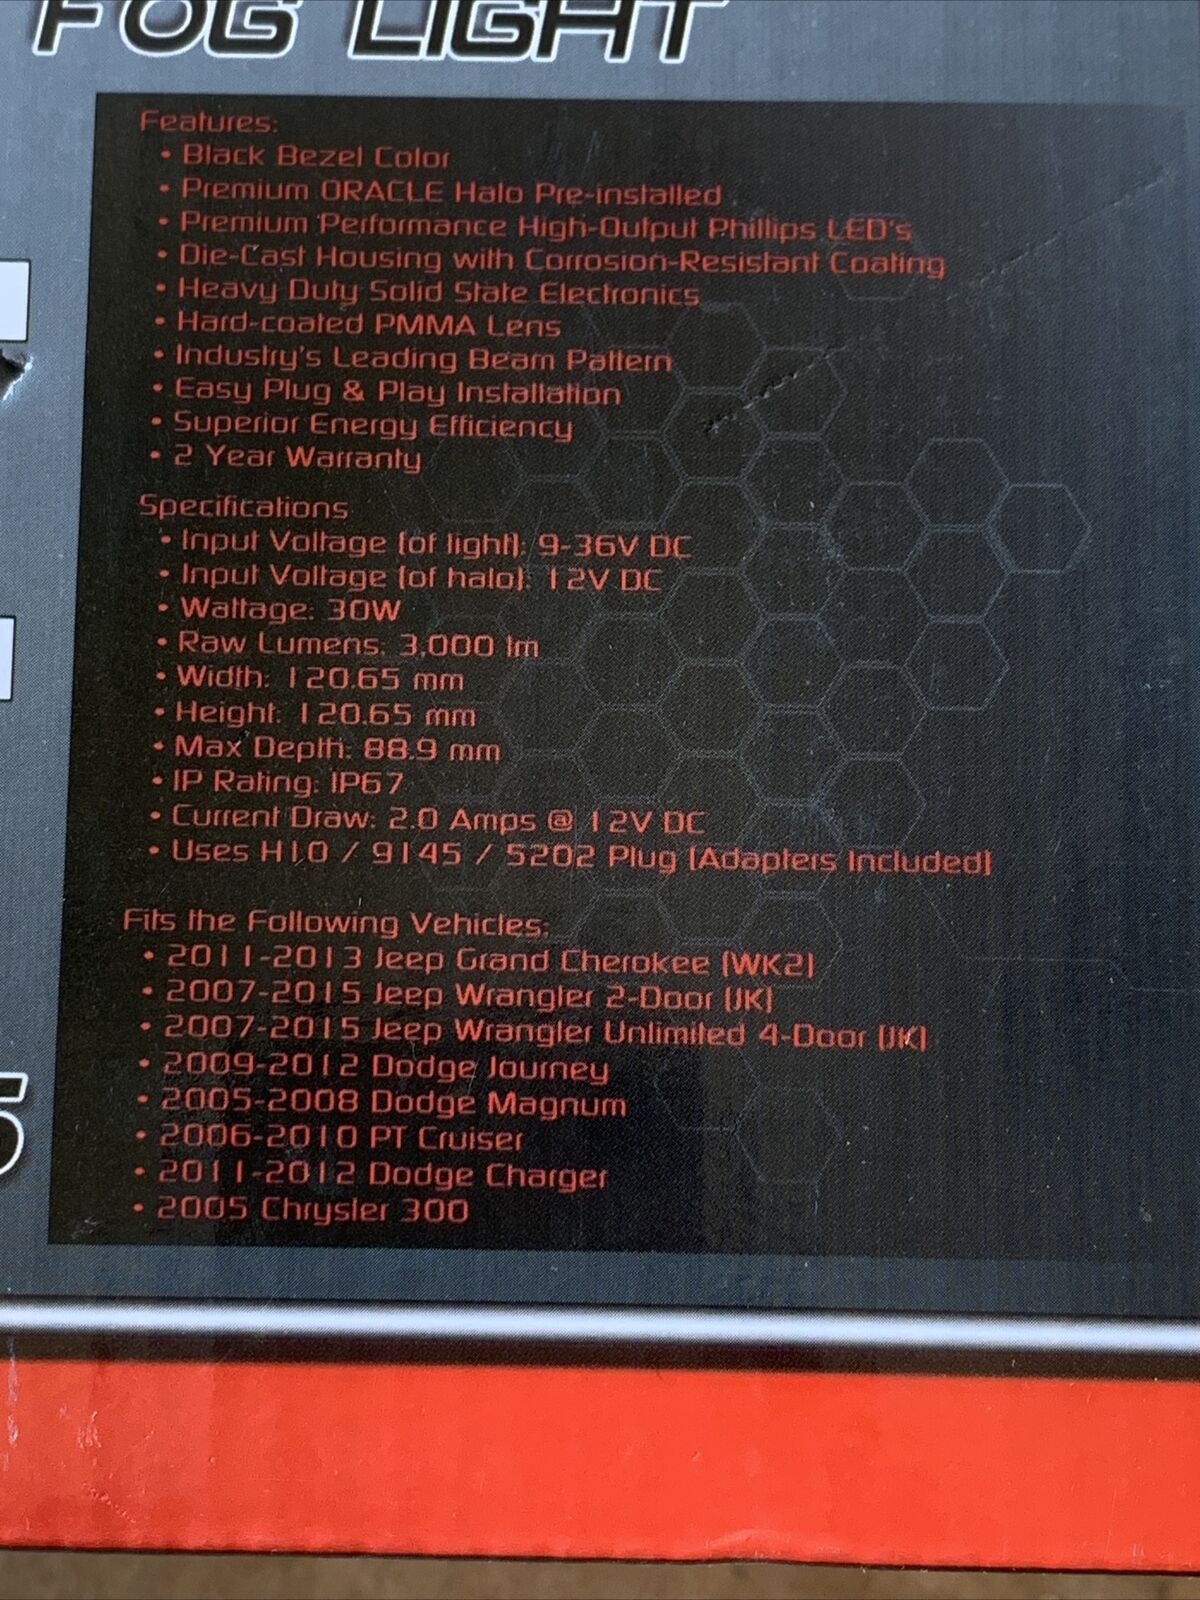 FOG LIGHT
Features:
• Black Bezel Color
• Premium ORACLE Halo Pre-installed
• Premium Performance High-Output Phillips LED's
• Die-Cast Housing with Corrosion-Resistant Coating
• Heavy Duty Solid State Electronics
• Hard-coated PMMA Lens
• Industry's Leading Beam Pattern
• Easy Plug & Play Installation
• Superior Energy Efficiency
• 2 Year Warranty
Specifications
• Input Voltage (of light): 9-36V DC
• Input Voltage (of halo): 12V DC
• Wattage: 30W
• Raw Lumens: 3,000 lm
• Width: 120.65 mm
• Height: 120.65 mm
• Max Depth: 88.9 mm
• IP Rating: IP67
• Current Draw: 2.0 Amps @ 12V DC
• Uses H10 / 9145 / 5202 Plug (Adapters Included)
Fits the Following Vehicles:
• 2011-2013 Jeep Grand Cherokee (WK2)
• 2007-2015 Jeep Wrangler 2-Door (JK)
• 2007-2015 Jeep Wrangler Unlimited 4-Door (JK)
• 2009-2012 Dodge Journey
• 2005-2008 Dodge Magnum
• 2006-2010 PT Cruiser
• 2011-2012 Dodge Charger
• 2005 Chrysler 300
5